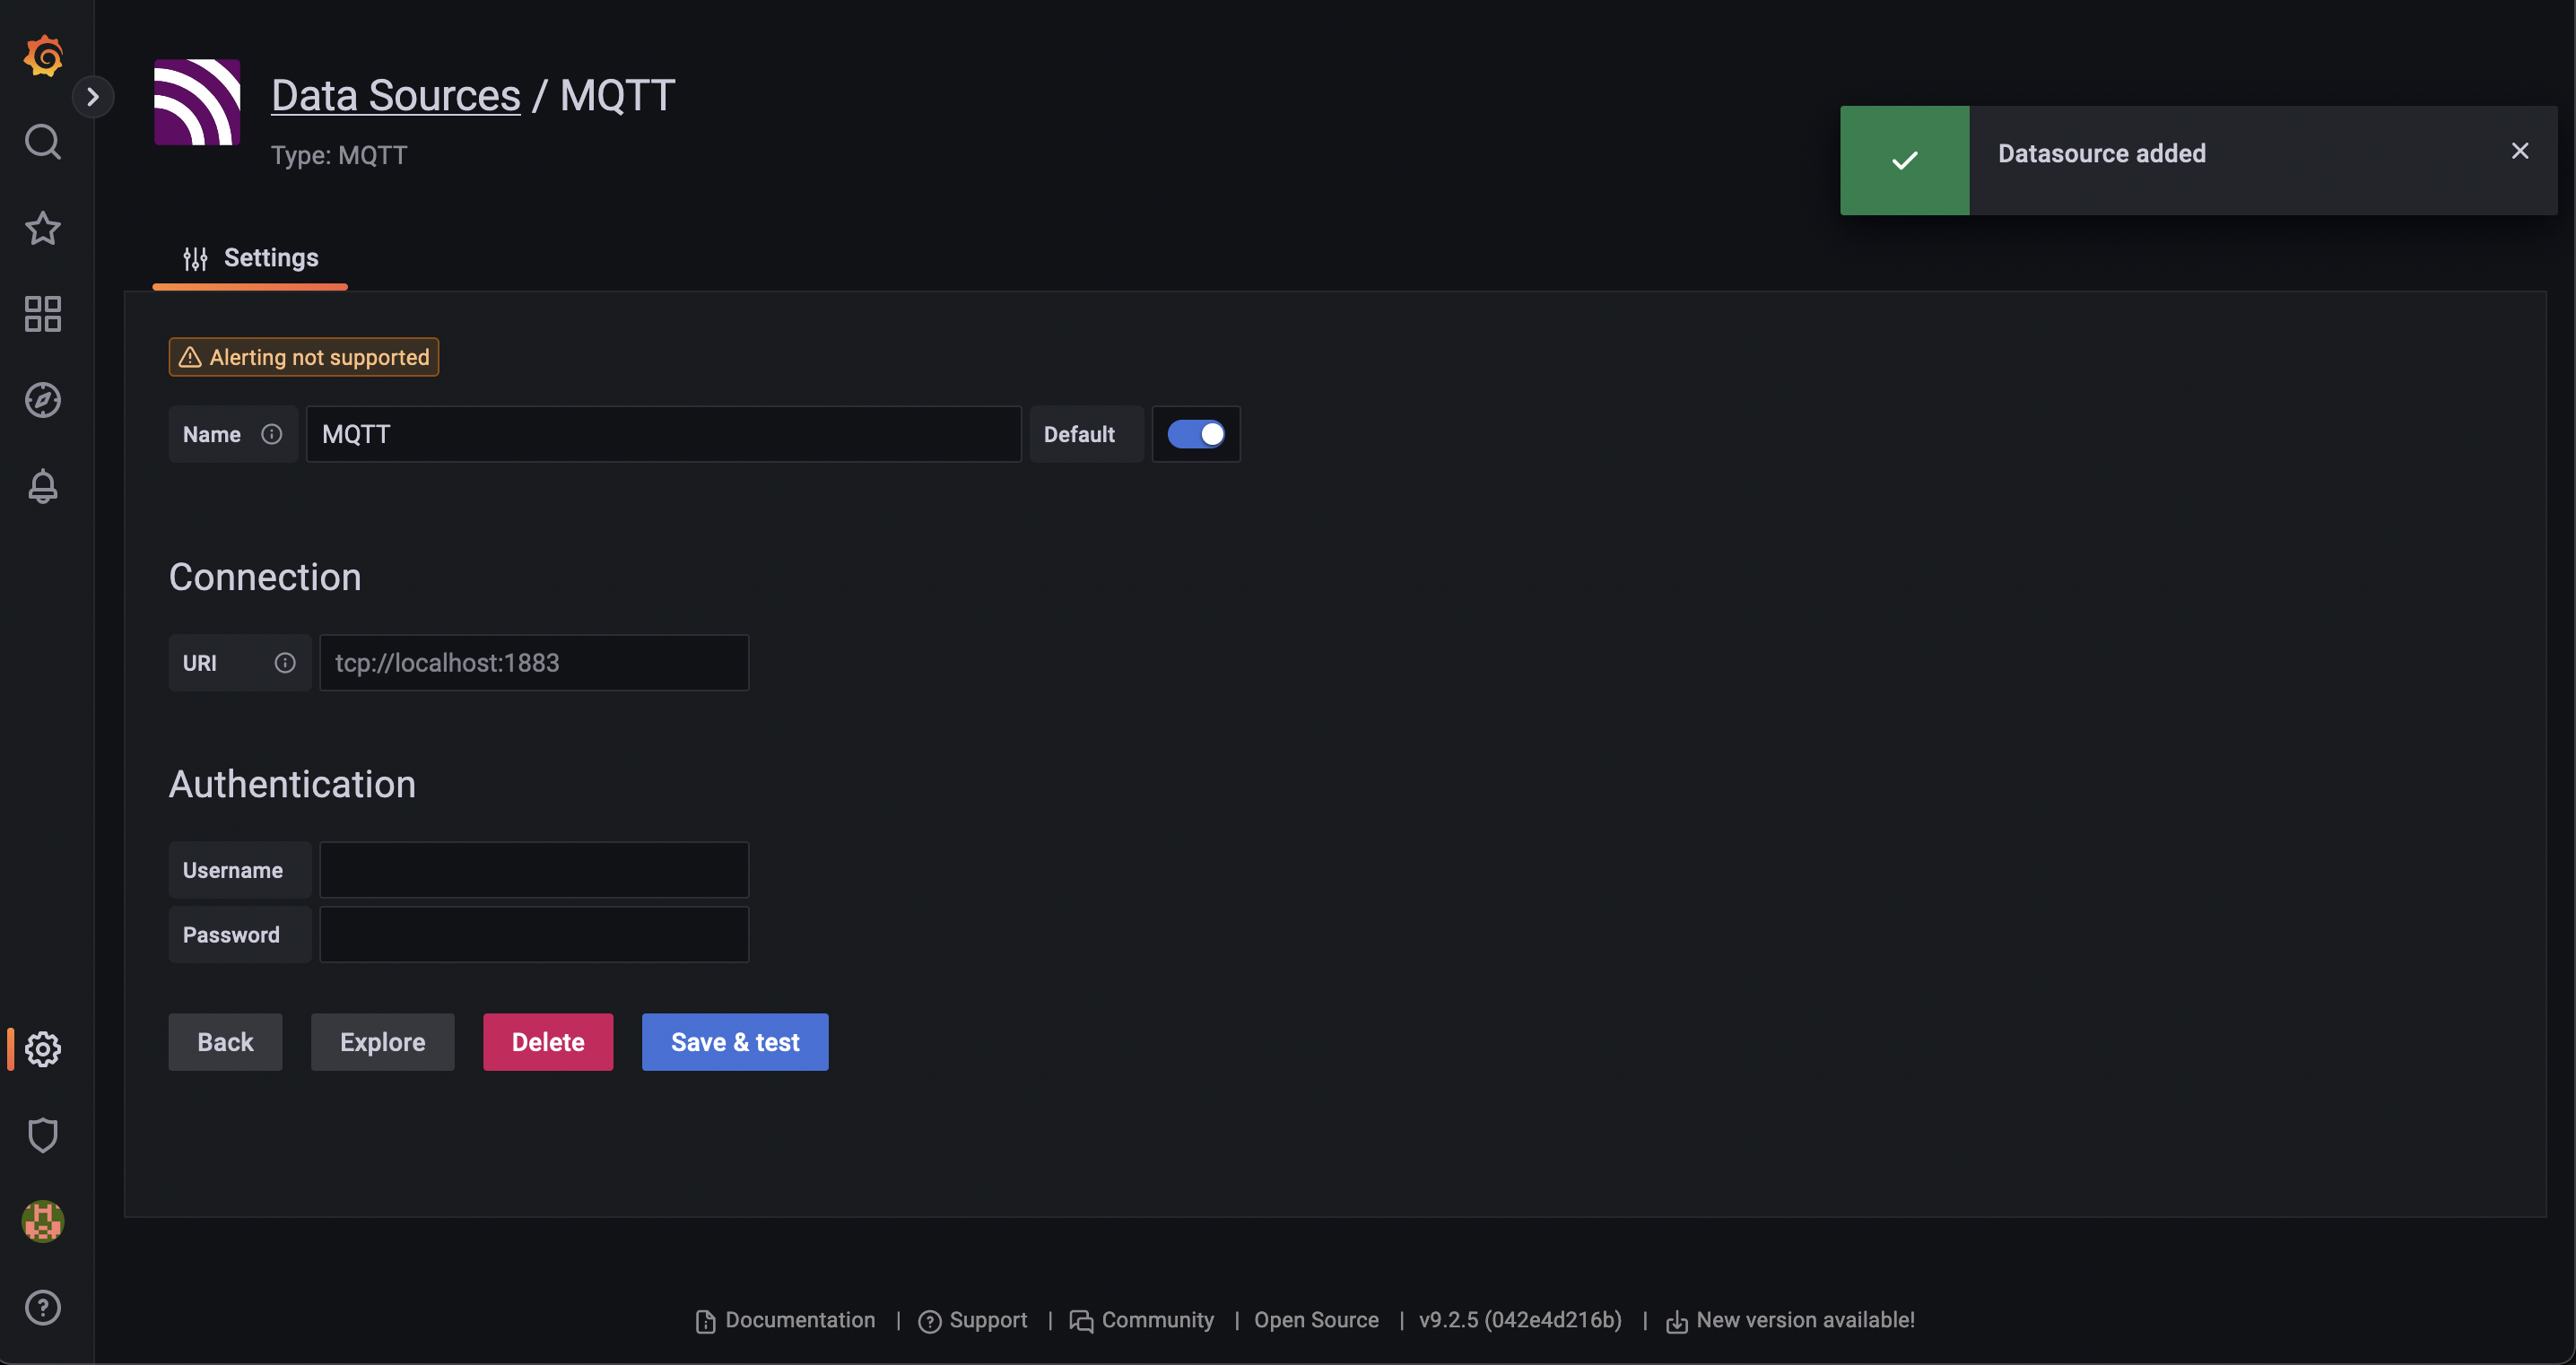 Data Sources / MQTT
Type: MQTT
Datasource added
Settings
Alerting not supported
Name MQTT Default
Connection
URI tcp://localhost:1883
Authentication
Username
Password
Back Explore Delete Save & test
Documentation | Support | Community | Open Source | v9.2.5 (042e4d216b) | New version available!